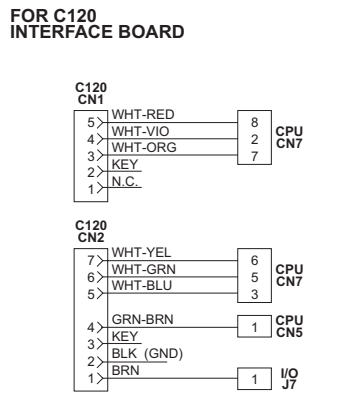 FOR C120
INTERFACE BOARD
C120
CN1
5 WHT-RED 8
4 WHT-VIO 2
3 WHT-ORG 7
2 KEY
1 N.C.
CPU
CN7
C120
CN2
7 WHT-YEL 6
6 WHT-GRN 5
5 WHT-BLU 3
CPU
CN7
4 GRN-BRN 1
CPU
CN5
3 KEY
2 BLK (GND)
1 BRN 1
I/O
J7